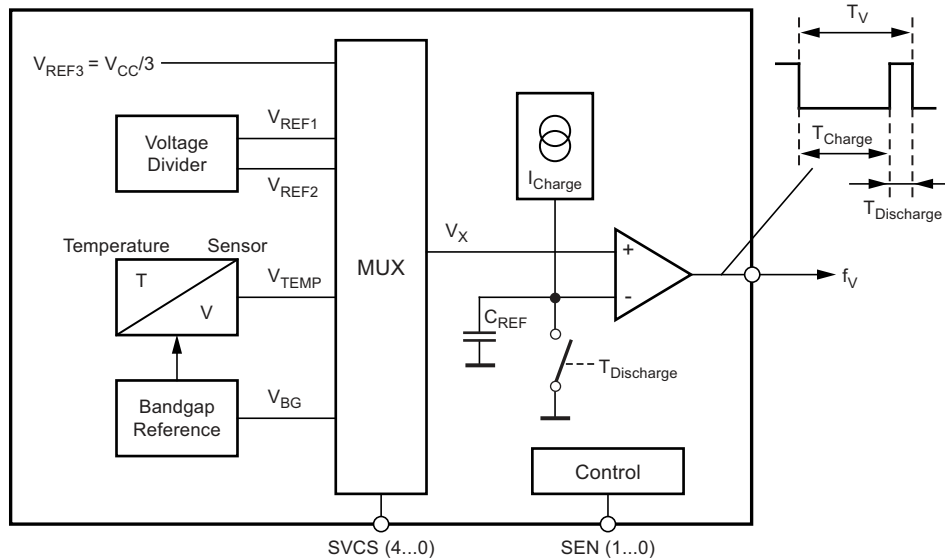 T_V
V_REF3 = V_CC/3
Voltage
Divider
V_REF1
V_REF2
I_Charge
T_Charge
T_Discharge
Temperature Sensor
T
V
V_TEMP
MUX
V_X
+
-
f_V
C_REF
T_Discharge
Bandgap
Reference
V_BG
Control
SVCS (4...0)
SEN (1...0)